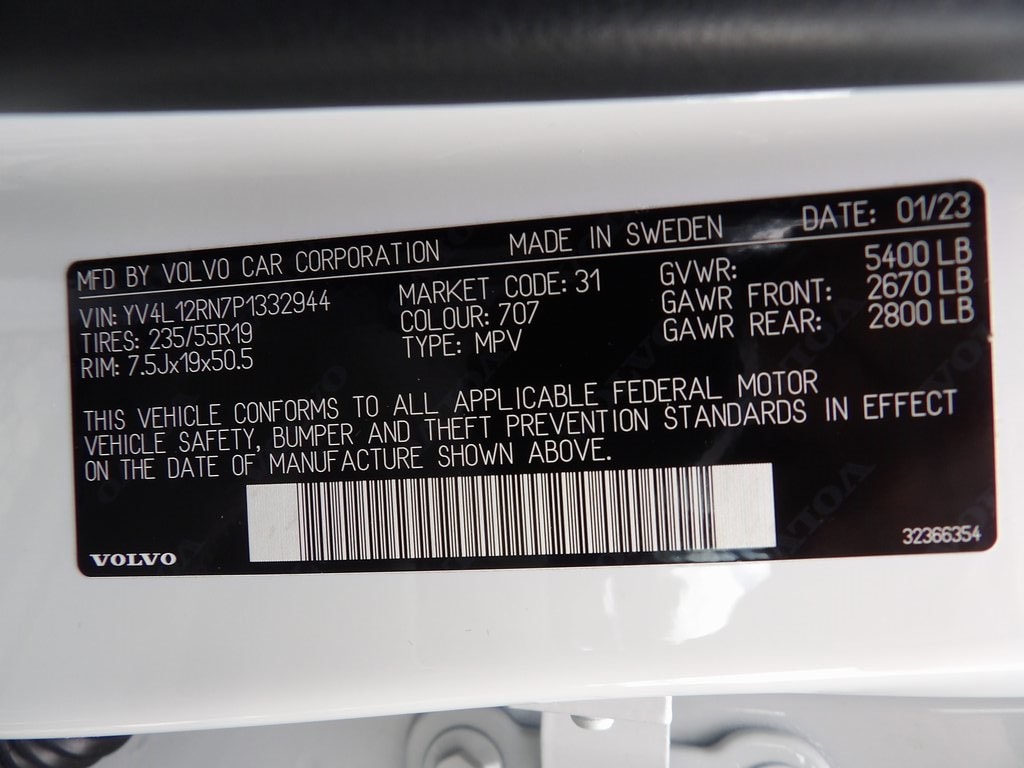 MFD BY VOLVO CAR CORPORATION MADE IN SWEDEN DATE: 01/23
VIN: YV4L12RN7P1332944 MARKET CODE: 31 GVWR: 5400 LB
TIRES: 235/55R19 COLOUR: 707 GAWR FRONT: 2670 LB
RIM: 7.5Jx19x50.5 TYPE: MPV GAWR REAR: 2800 LB
THIS VEHICLE CONFORMS TO ALL APPLICABLE FEDERAL MOTOR
VEHICLE SAFETY, BUMPER AND THEFT PREVENTION STANDARDS IN EFFECT
ON THE DATE OF MANUFACTURE SHOWN ABOVE.
VOLVO 32366354